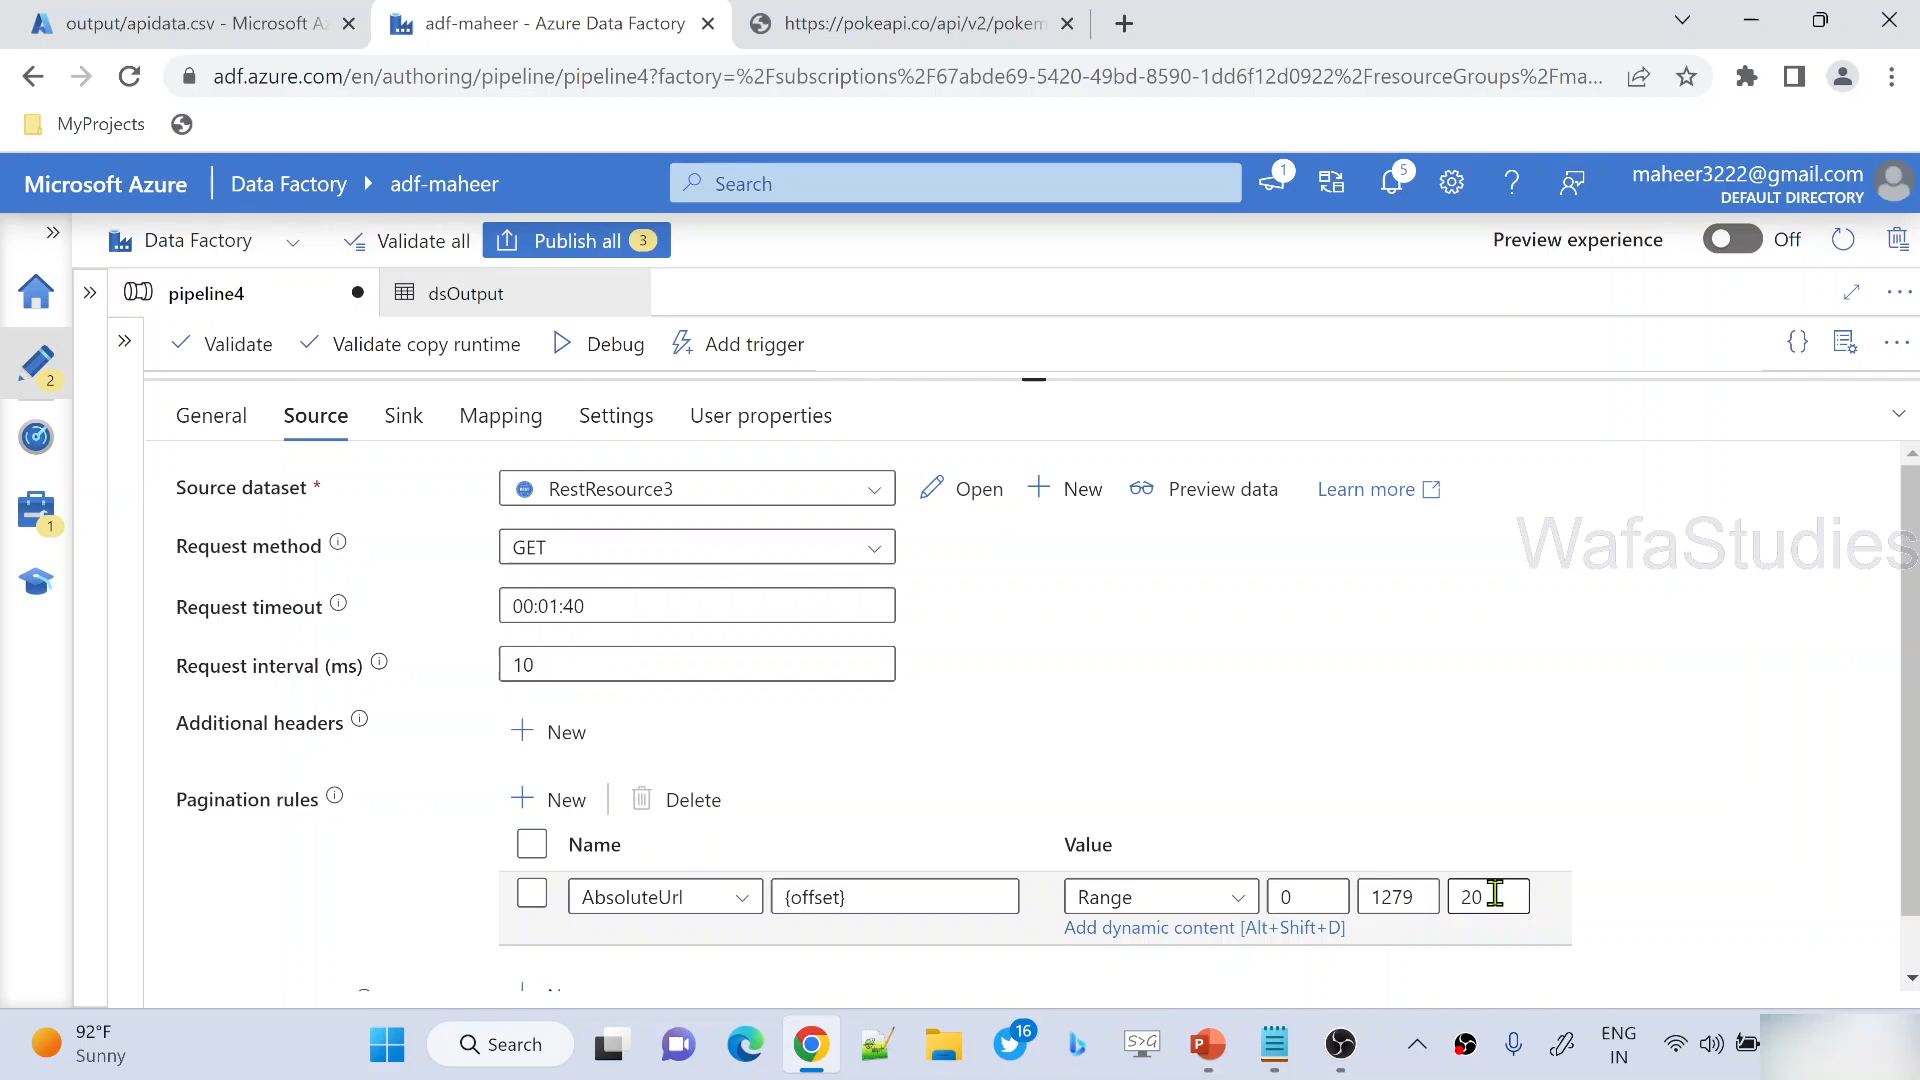 output/apidata.csv - Microsoft Az
adf-maheer - Azure Data Factory
https://pokeapi.co/api/v2/pokem
adf.azure.com/en/authoring/pipeline/pipeline4?factory=%2Fsubscriptions%2F67abde69-5420-49bd-8590-1dd6f12d0922%2FresourceGroups%2Fma...
MyProjects
Microsoft Azure
Data Factory
adf-maheer
Search
1
5
maheer3222@gmail.com
DEFAULT DIRECTORY
Data Factory
Validate all
Publish all 3
Preview experience
Off
pipeline4
dsOutput
Validate
Validate copy runtime
Debug
Add trigger
2
1
General
Source
Sink
Mapping
Settings
User properties
Source dataset *
RestResource3
Open
New
Preview data
Learn more
Request method
GET
Request timeout
00:01:40
Request interval (ms)
10
WafaStudies
Additional headers
New
Pagination rules
New
Delete
Name
Value
AbsoluteUrl
{offset}
Range
0
1279
20
Add dynamic content [Alt+Shift+D]
92°F
Sunny
Search
16
S>G
ENG
IN